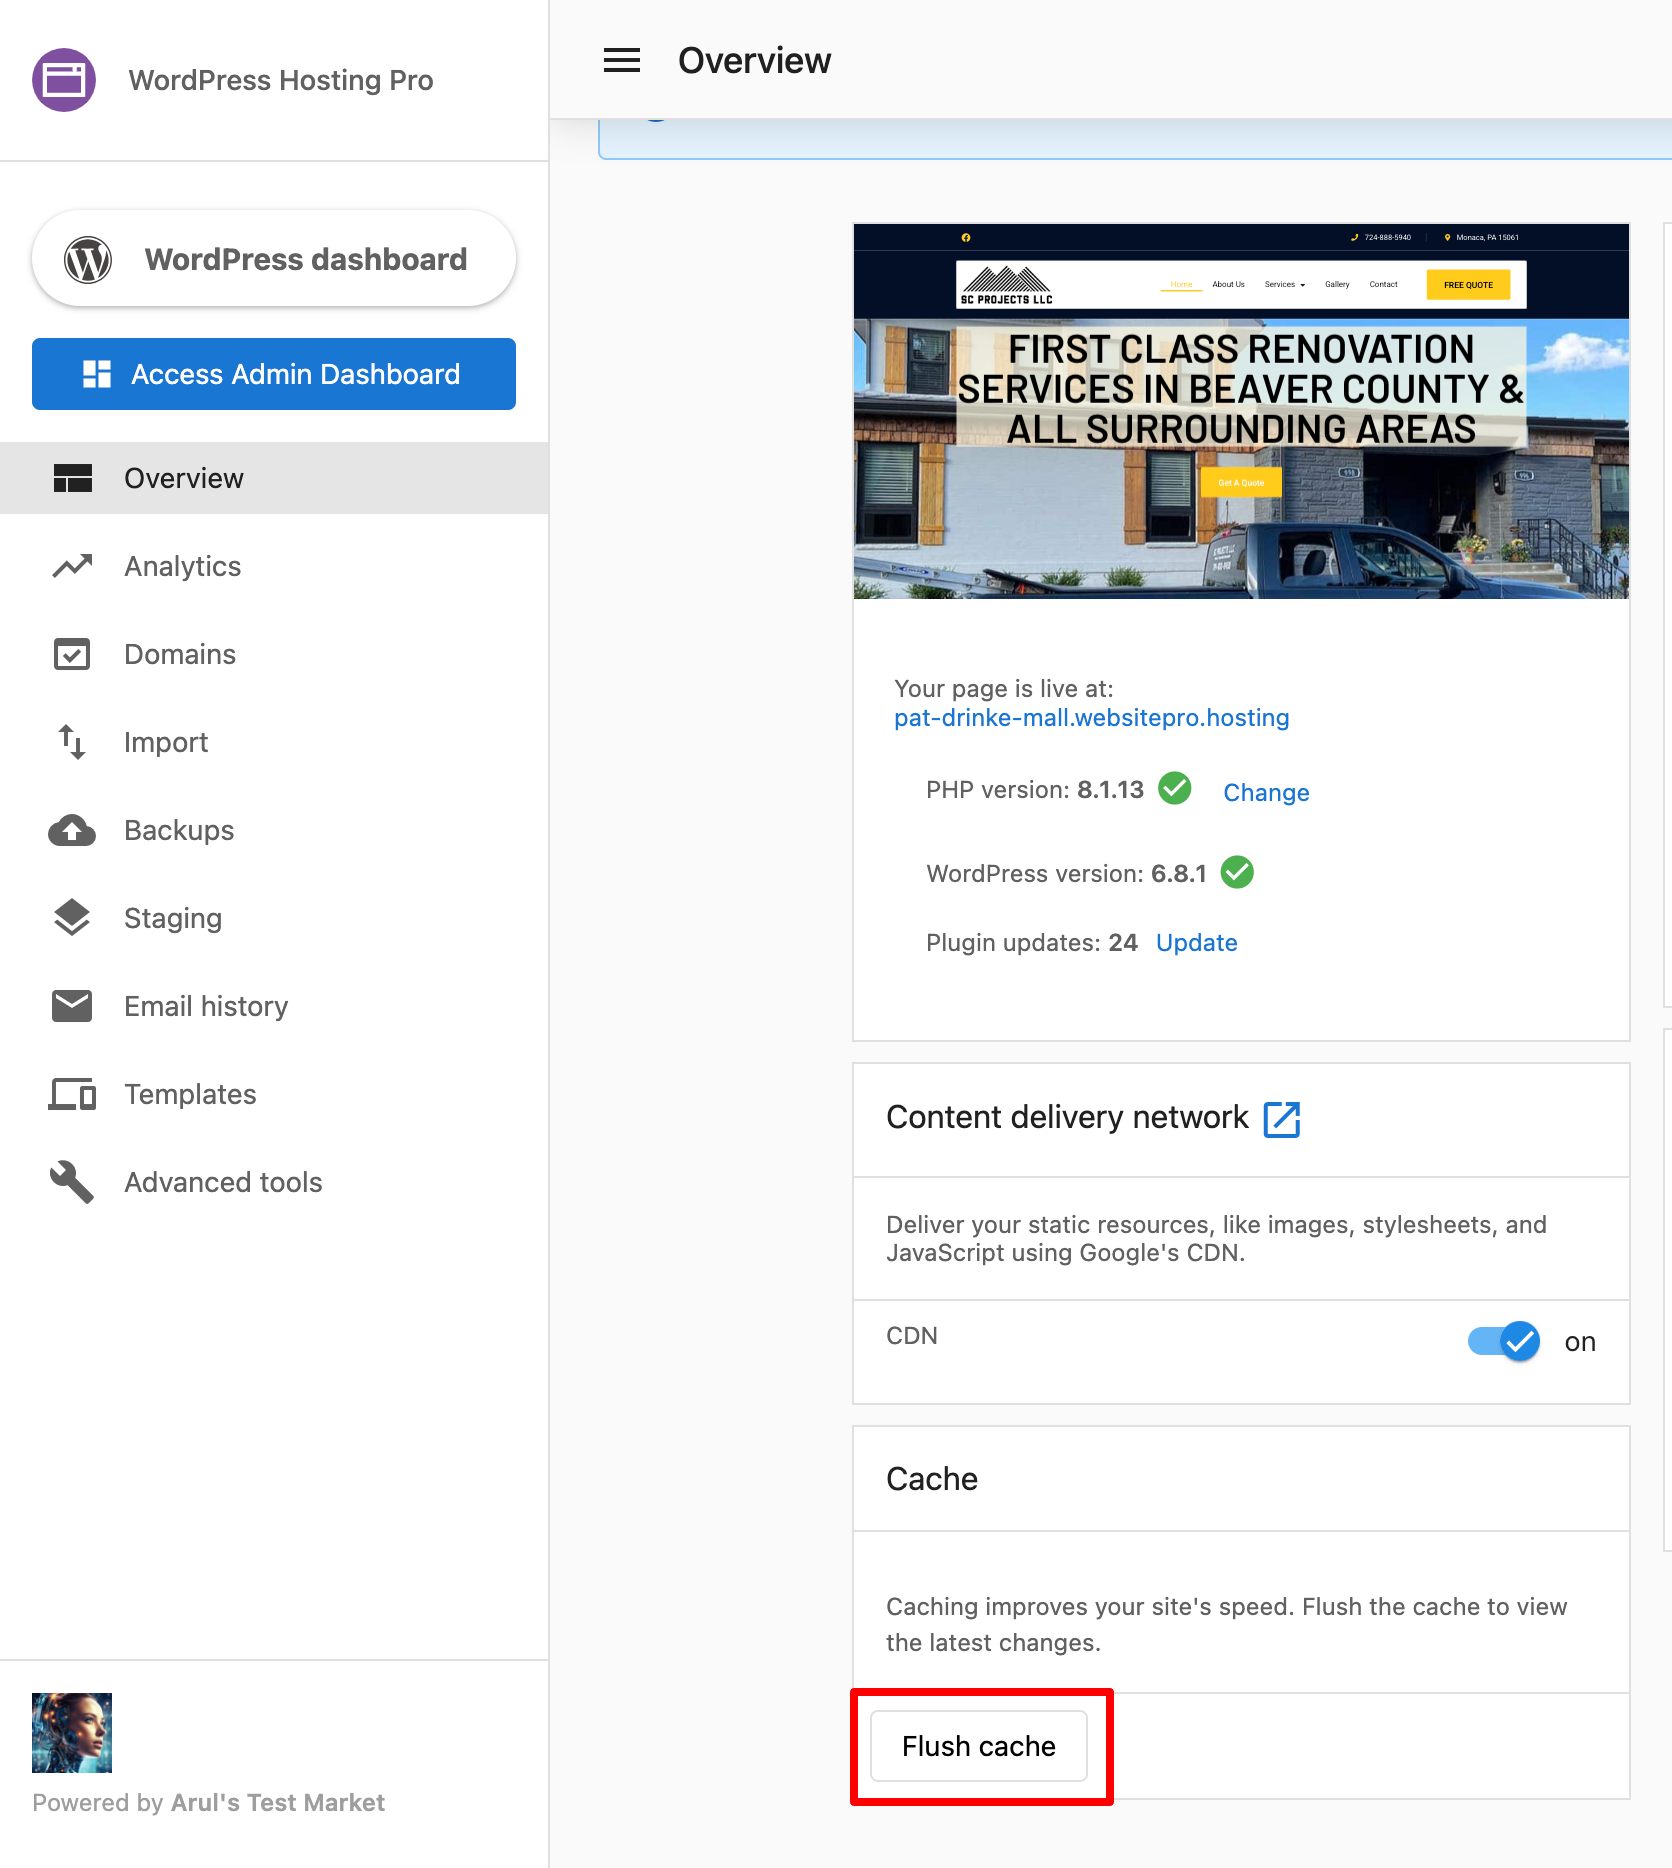 WordPress Hosting Pro
Overview
WordPress dashboard
Access Admin Dashboard
Overview
Analytics
Domains
Import
Backups
Staging
Email history
Templates
Advanced tools
Powered by Arul's Test Market
724-888-5940
Monaca, PA 15061
SC PROJECTS LLC
Home
About Us
Services
Gallery
Contact
FREE QUOTE
FIRST CLASS RENOVATION
SERVICES IN BEAVER COUNTY &
ALL SURROUNDING AREAS
Get A Quote
Your page is live at:
pat-drinke-mall.websitepro.hosting
PHP version: 8.1.13
Change
WordPress version: 6.8.1
Plugin updates: 24 Update
Content delivery network
Deliver your static resources, like images, stylesheets, and
JavaScript using Google's CDN.
CDN
on
Cache
Caching improves your site's speed. Flush the cache to view
the latest changes.
Flush cache